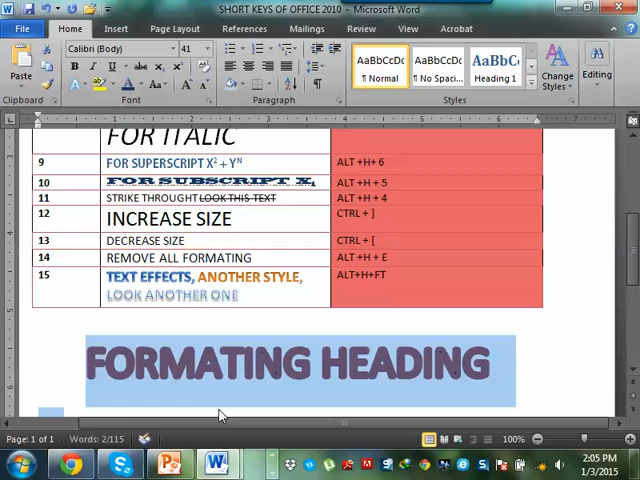 SHORT KEYS OF OFFICE 2010 - Microsoft Word
File Home Insert Page Layout References Mailings Review View Acrobat
Calibri (Body) 41
Paste
AaBbCcDc AaBbCcDc AaBbCc
¶ Normal ¶ No Spaci... Heading 1
Change Styles
Editing
Clipboard Font Paragraph Styles
FOR ITALIC
9 FOR SUPERSCRIPT X² + Yᴺ ALT +H+ 6
10 FOR SUBSCRIPT X, ALT +H + 5
11 STRIKE THROUGHT LOOK THIS TEXT ALT +H + 4
12 INCREASE SIZE CTRL + ]
13 DECREASE SIZE CTRL + [
14 REMOVE ALL FORMATING ALT +H + E
15 TEXT EFFECTS, ANOTHER STYLE, ALT+H+FT
LOOK ANOTHER ONE
FORMATING HEADING
Page: 1 of 1 Words: 2/115 100%
2:05 PM
1/3/2015